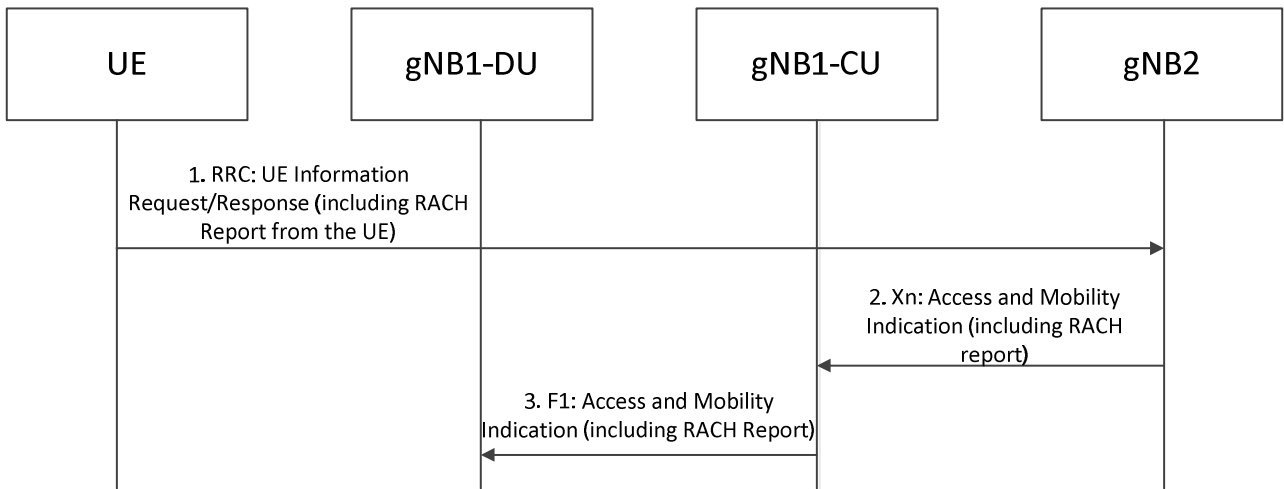 UE
gNB1-DU
gNB1-CU
gNB2
1. RRC: UE Information
Request/Response (including RACH
Report from the UE)
2. Xn: Access and Mobility
Indication (including RACH
report)
3. F1: Access and Mobility
Indication (including RACH Report)